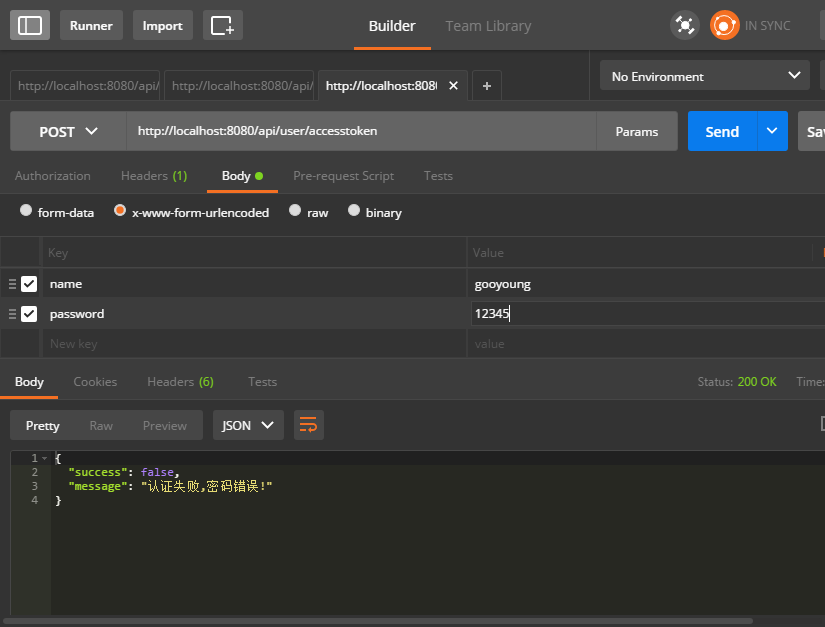 Runner Import Builder Team Library IN SYNC
http://localhost:8080/api/ http://localhost:8080/api/ http://localhost:808 + No Environment
POST http://localhost:8080/api/user/accesstoken Params Send Sav
Authorization Headers (1) Body Pre-request Script Tests
form-data x-www-form-urlencoded raw binary
Key Value
name gooyoung
password 12345
New key value
Body Cookies Headers (6) Tests Status: 200 OK Time:
Pretty Raw Preview JSON
1 {
2 "success": false,
3 "message": "认证失败,密码错误!"
4 }